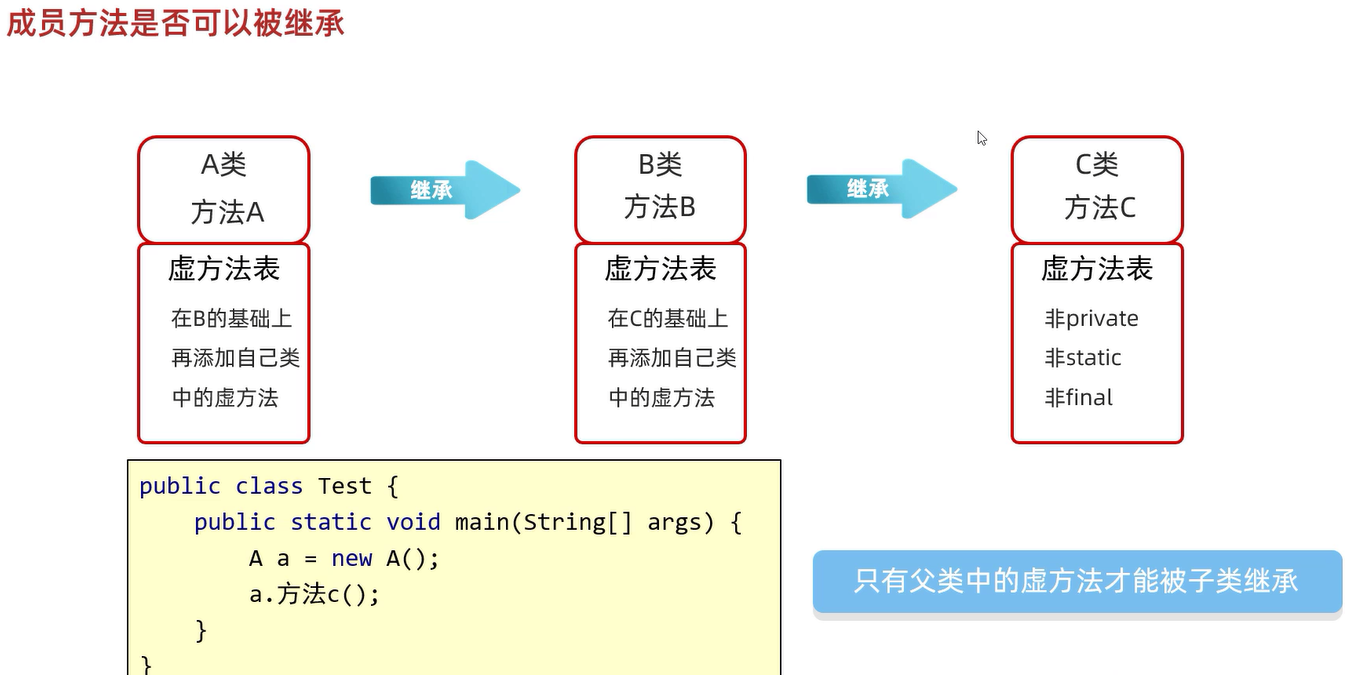 成员方法是否可以被继承
A类
方法A
继承
B类
方法B
继承
C类
方法C
虚方法表
在B的基础上
再添加自己类
中的虚方法
虚方法表
在C的基础上
再添加自己类
中的虚方法
虚方法表
非private
非static
非final
public class Test {
    public static void main(String[] args) {
        A a = new A();
        a.方法c();
    }
}
只有父类中的虚方法才能被子类继承